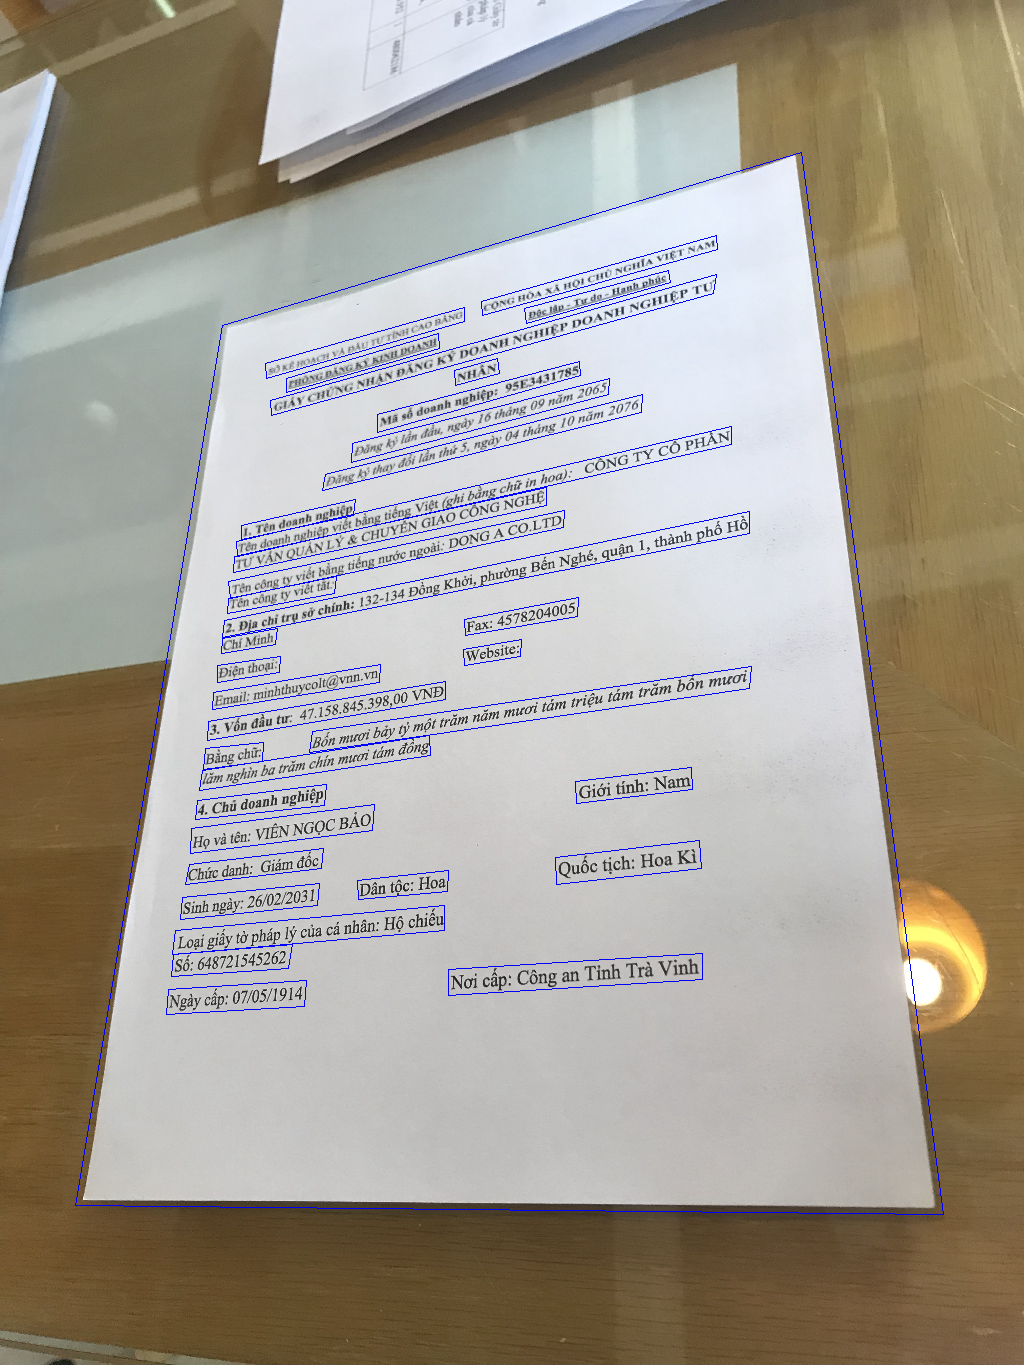 SỞ KẾ HOẠCH VÀ ĐẦU TƯ TỈNH CAO BẰNG
CỘNG HÒA XÃ HỘI CHỦ NGHĨA VIỆT NAM
PHÒNG ĐĂNG KÝ KINH DOANH
Độc lập - Tự do - Hạnh phúc
GIẤY CHỨNG NHẬN ĐĂNG KÝ DOANH NGHIỆP DOANH NGHIỆP TƯ
NHÂN
Mã số doanh nghiệp: 95E3431785
Đăng ký lần đầu, ngày 16 tháng 09 năm 2065
Đăng ký thay đổi lần thứ 5, ngày 04 tháng 10 năm 2076
1. Tên doanh nghiệp
Tên doanh nghiệp viết bằng tiếng Việt (ghi bằng chữ in hoa): CÔNG TY CỔ PHẦN
TƯ VẤN QUẢN LÝ & CHUYỂN GIAO CÔNG NGHỆ
Tên công ty viết bằng tiếng nước ngoài: DONG A CO.LTD
Tên công ty viết tắt:
2. Địa chỉ trụ sở chính: 132-134 Đồng Khởi, phường Bến Nghé, quận 1, thành phố Hồ
Chí Minh
Điện thoại:
Fax: 4578204005
Email: minhthuycolt@vnn.vn
Website:
3. Vốn đầu tư: 47.158.845.398,00 VNĐ
Bằng chữ: Bốn mươi bảy tỷ một trăm năm mươi tám triệu tám trăm bốn mươi
lăm nghìn ba trăm chín mươi tám đồng
4. Chủ doanh nghiệp
Họ và tên: VIÊN NGỌC BẢO
Giới tính: Nam
Chức danh: Giám đốc
Sinh ngày: 26/02/2031
Dân tộc: Hoa
Quốc tịch: Hoa Kì
Loại giấy tờ pháp lý của cá nhân: Hộ chiếu
Số: 648721545262
Ngày cấp: 07/05/1914
Nơi cấp: Công an Tỉnh Trà Vinh